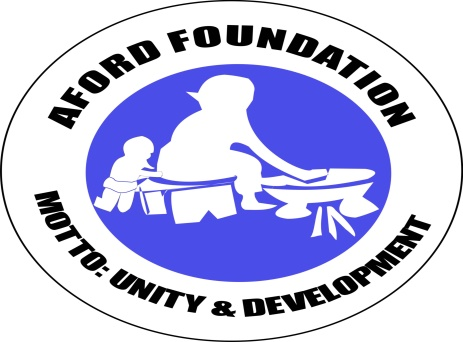 AFORD FOUNDATION
MOTTO: UNITY & DEVELOPMENT